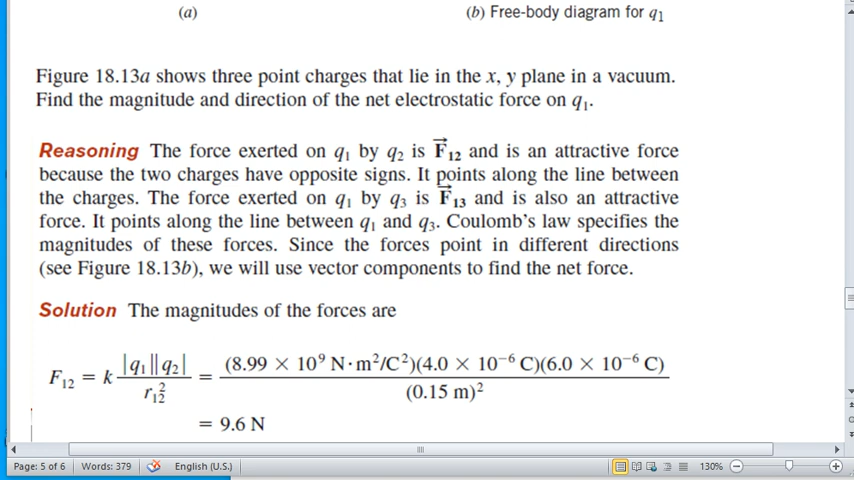 (a)
(b) Free-body diagram for q₁
Figure 18.13a shows three point charges that lie in the x, y plane in a vacuum.
Find the magnitude and direction of the net electrostatic force on q₁.
Reasoning The force exerted on q₁ by q₂ is F⃗₁₂ and is an attractive force
because the two charges have opposite signs. It points along the line between
the charges. The force exerted on q₁ by q₃ is F⃗₁₃ and is also an attractive
force. It points along the line between q₁ and q₃. Coulomb's law specifies the
magnitudes of these forces. Since the forces point in different directions
(see Figure 18.13b), we will use vector components to find the net force.
Solution The magnitudes of the forces are
F₁₂ = k |q₁||q₂| / r₁₂² = (8.99 × 10⁹ N·m²/C²)(4.0 × 10⁻⁶ C)(6.0 × 10⁻⁶ C) / (0.15 m)²
= 9.6 N
Page: 5 of 6 Words: 379 English (U.S.) 130%